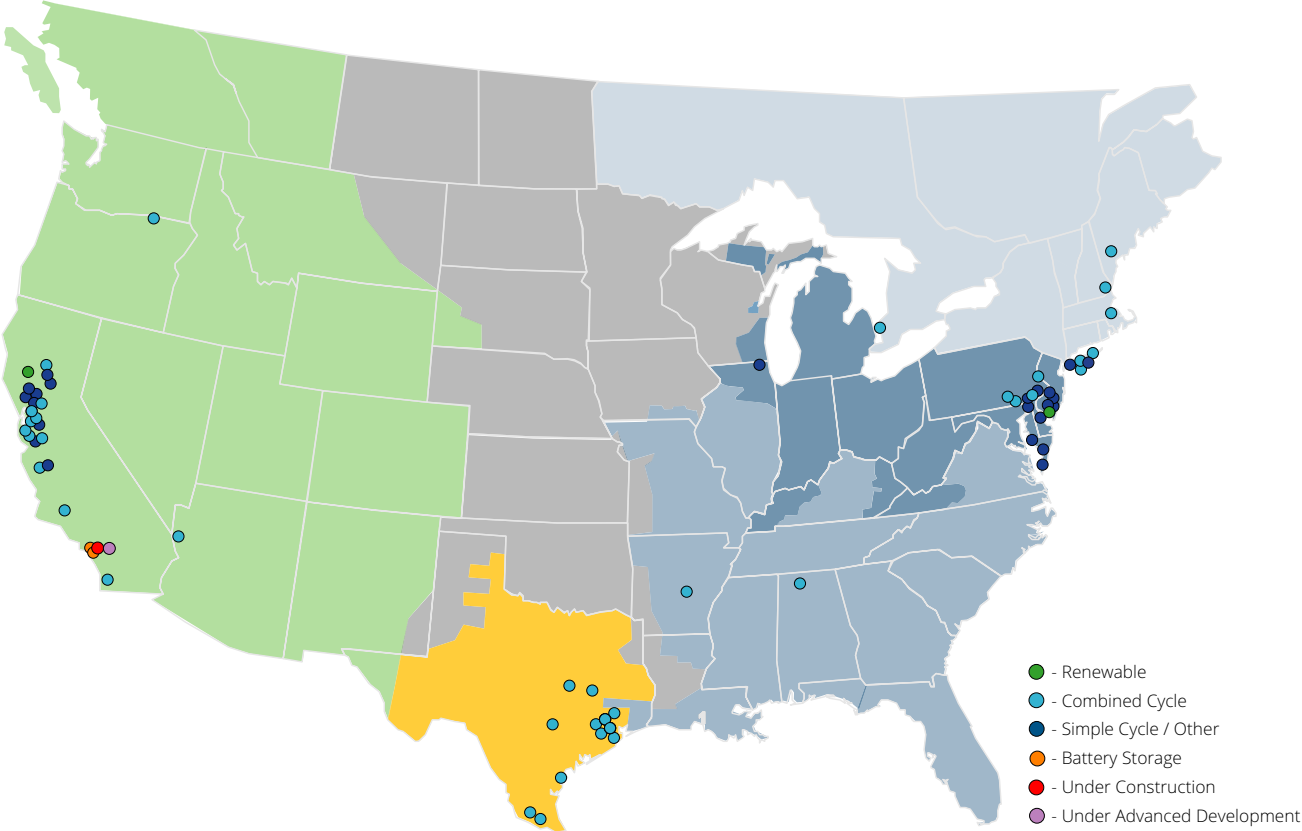 - Renewable
- Combined Cycle
- Simple Cycle / Other
- Battery Storage
- Under Construction
- Under Advanced Development